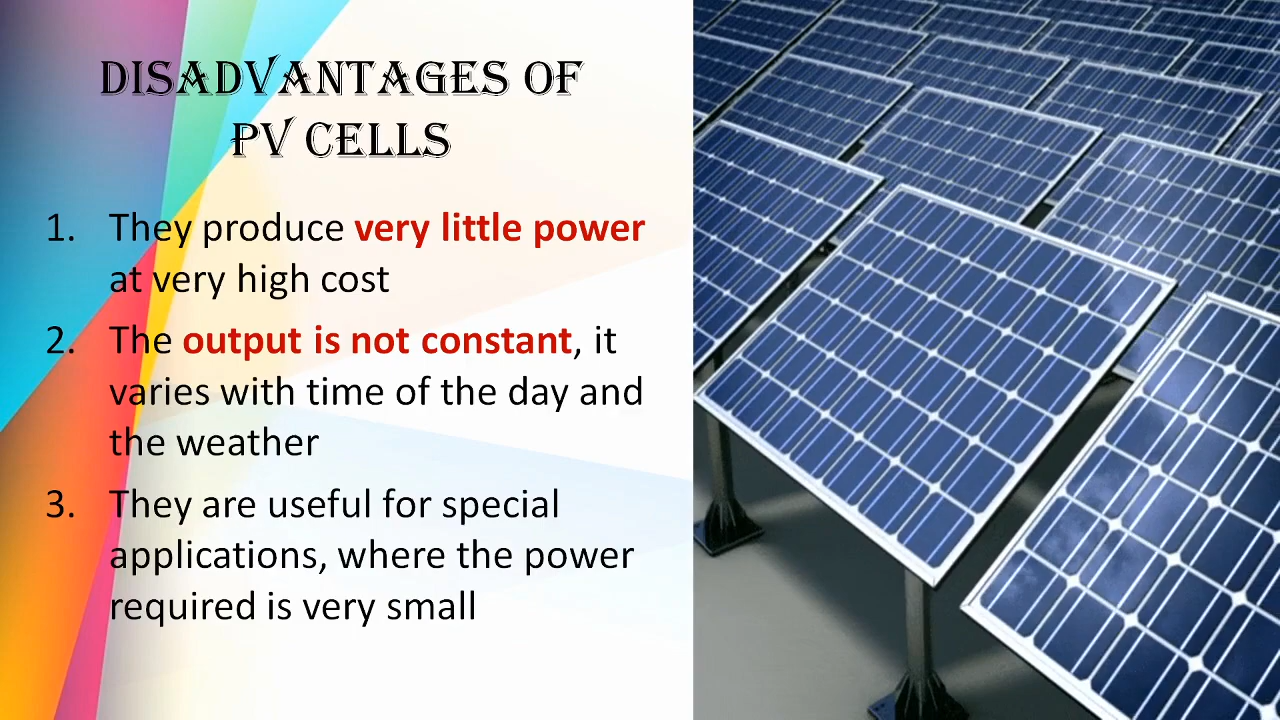 DISADVANTAGES OF
PV CELLS
1. They produce very little power
at very high cost
2. The output is not constant, it
varies with time of the day and
the weather
3. They are useful for special
applications, where the power
required is very small